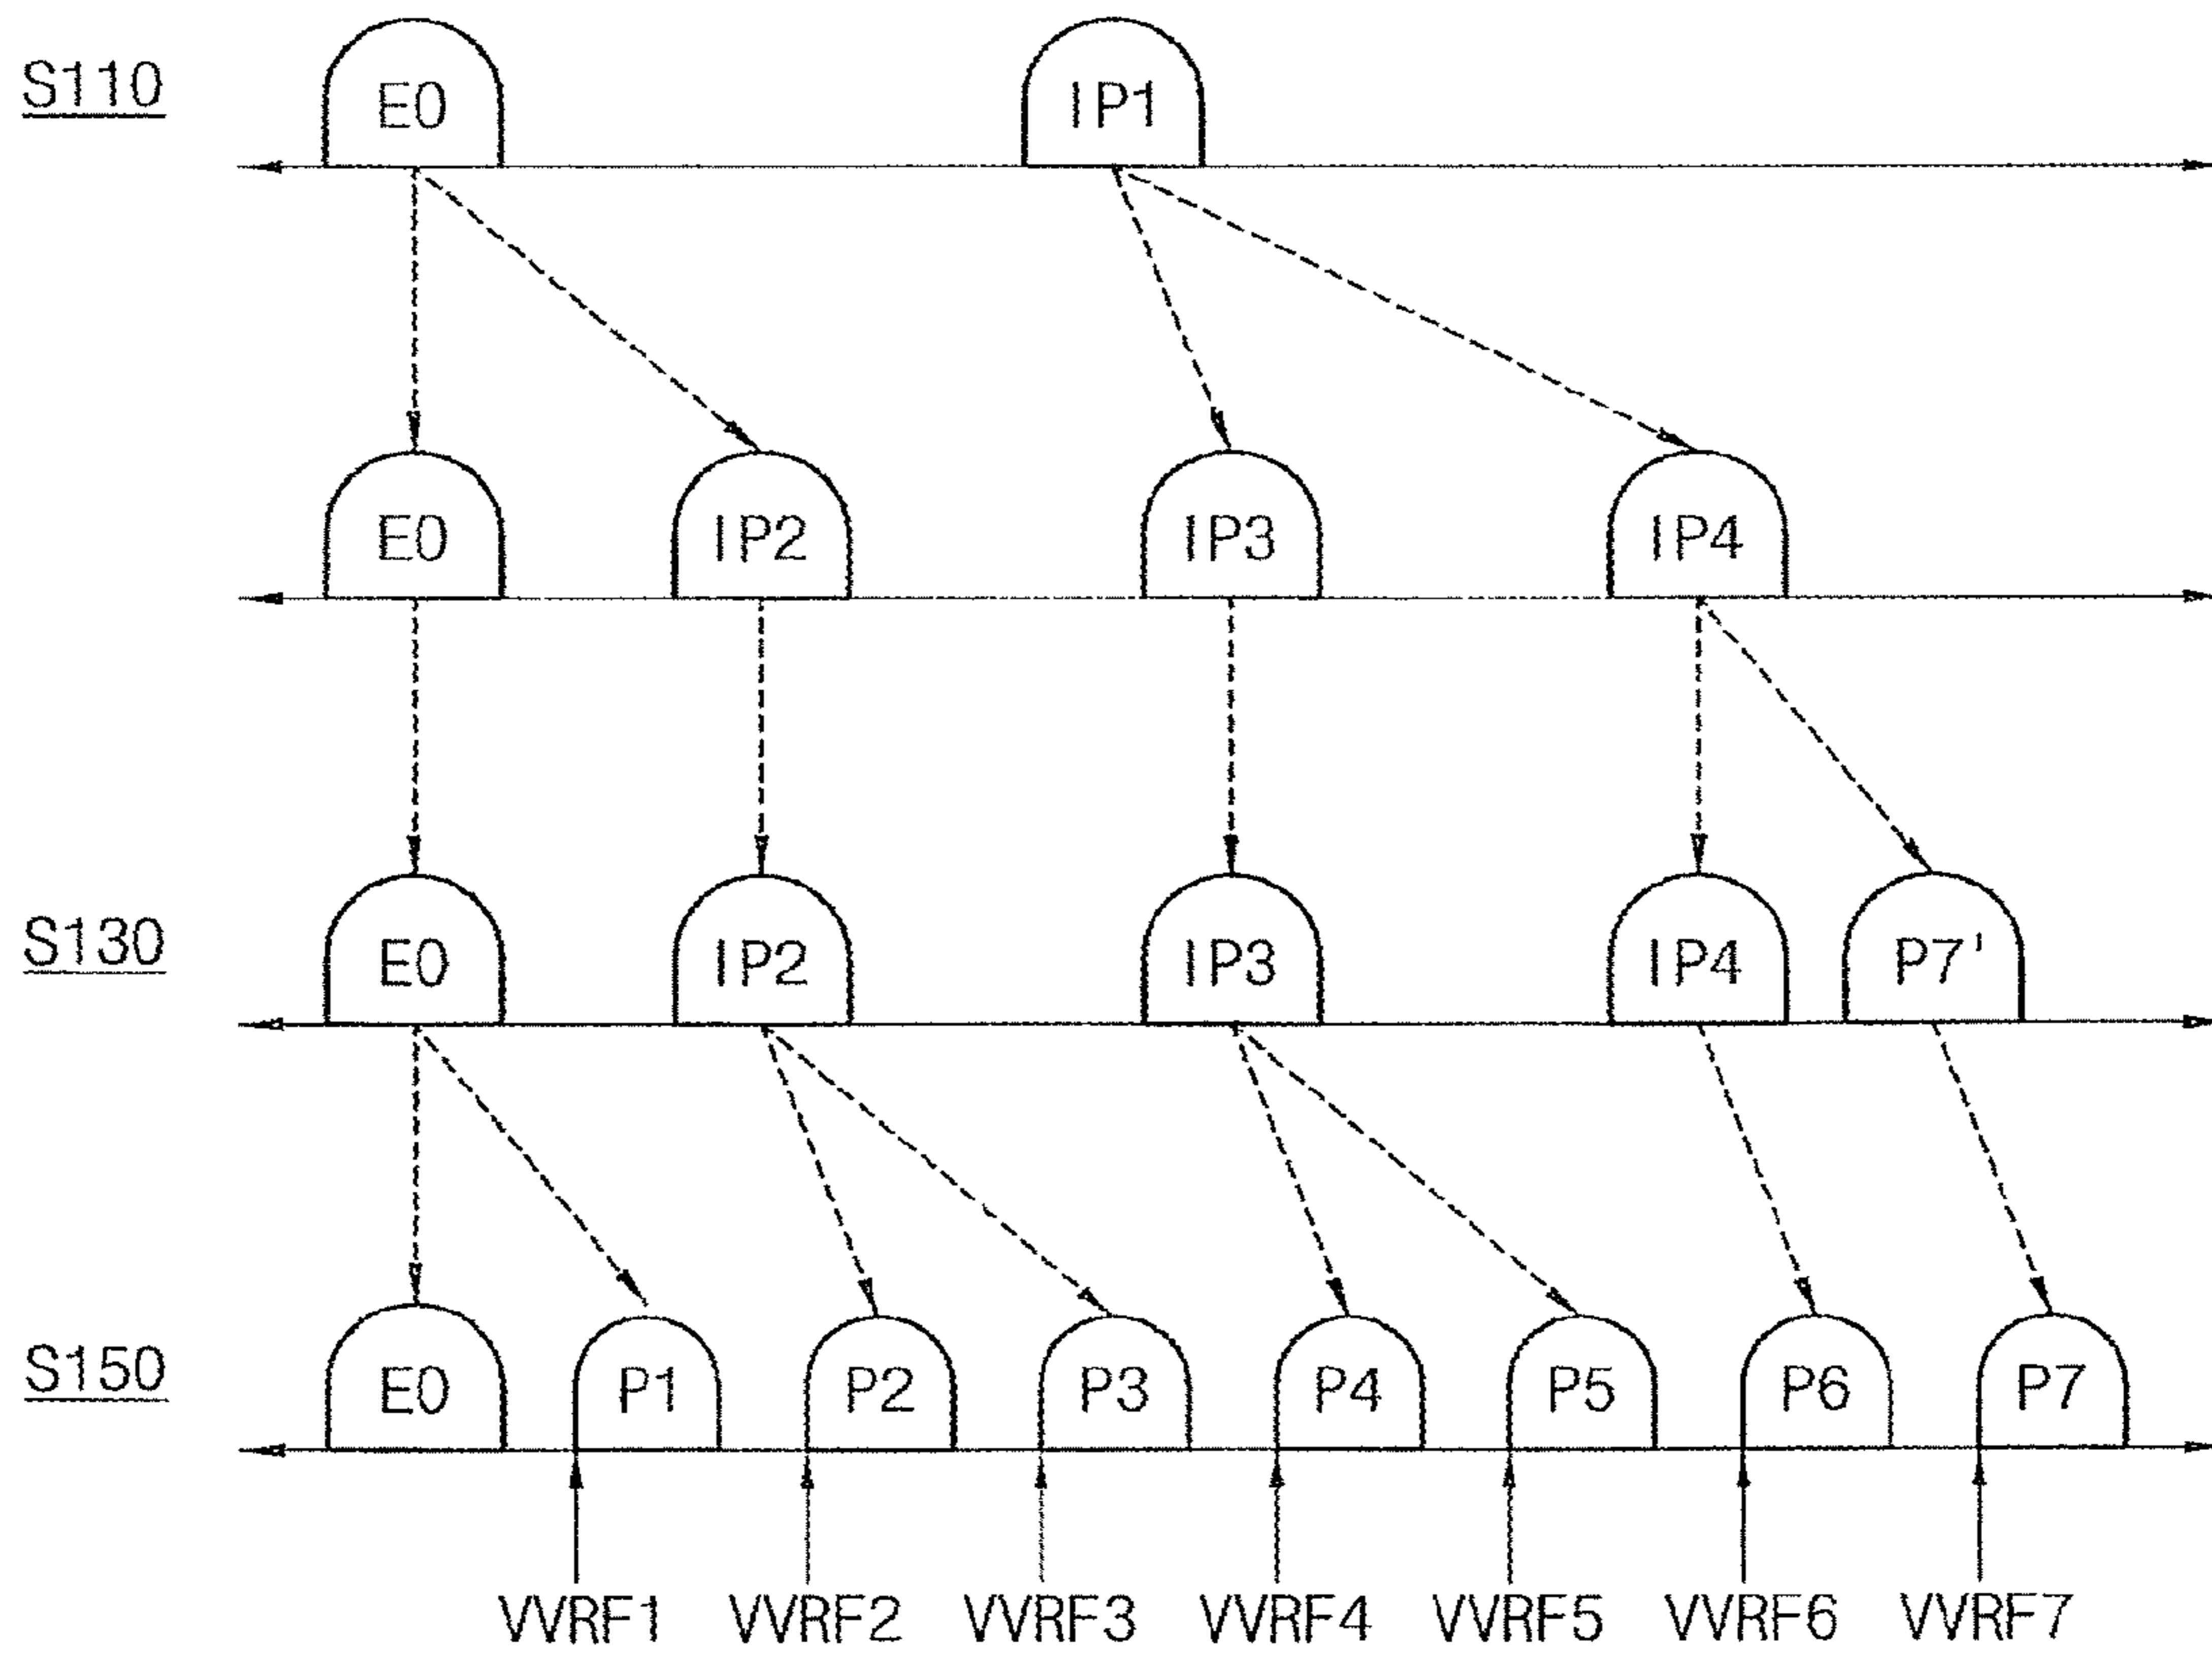 S110 E0 IP1
E0 IP2 IP3 IP4
S130 E0 IP2 IP3 IP4 P7'
S150 E0 P1 P2 P3 P4 P5 P6 P7
VVRF1 VVRF2 VVRF3 VVRF4 VVRF5 VVRF6 VVRF7